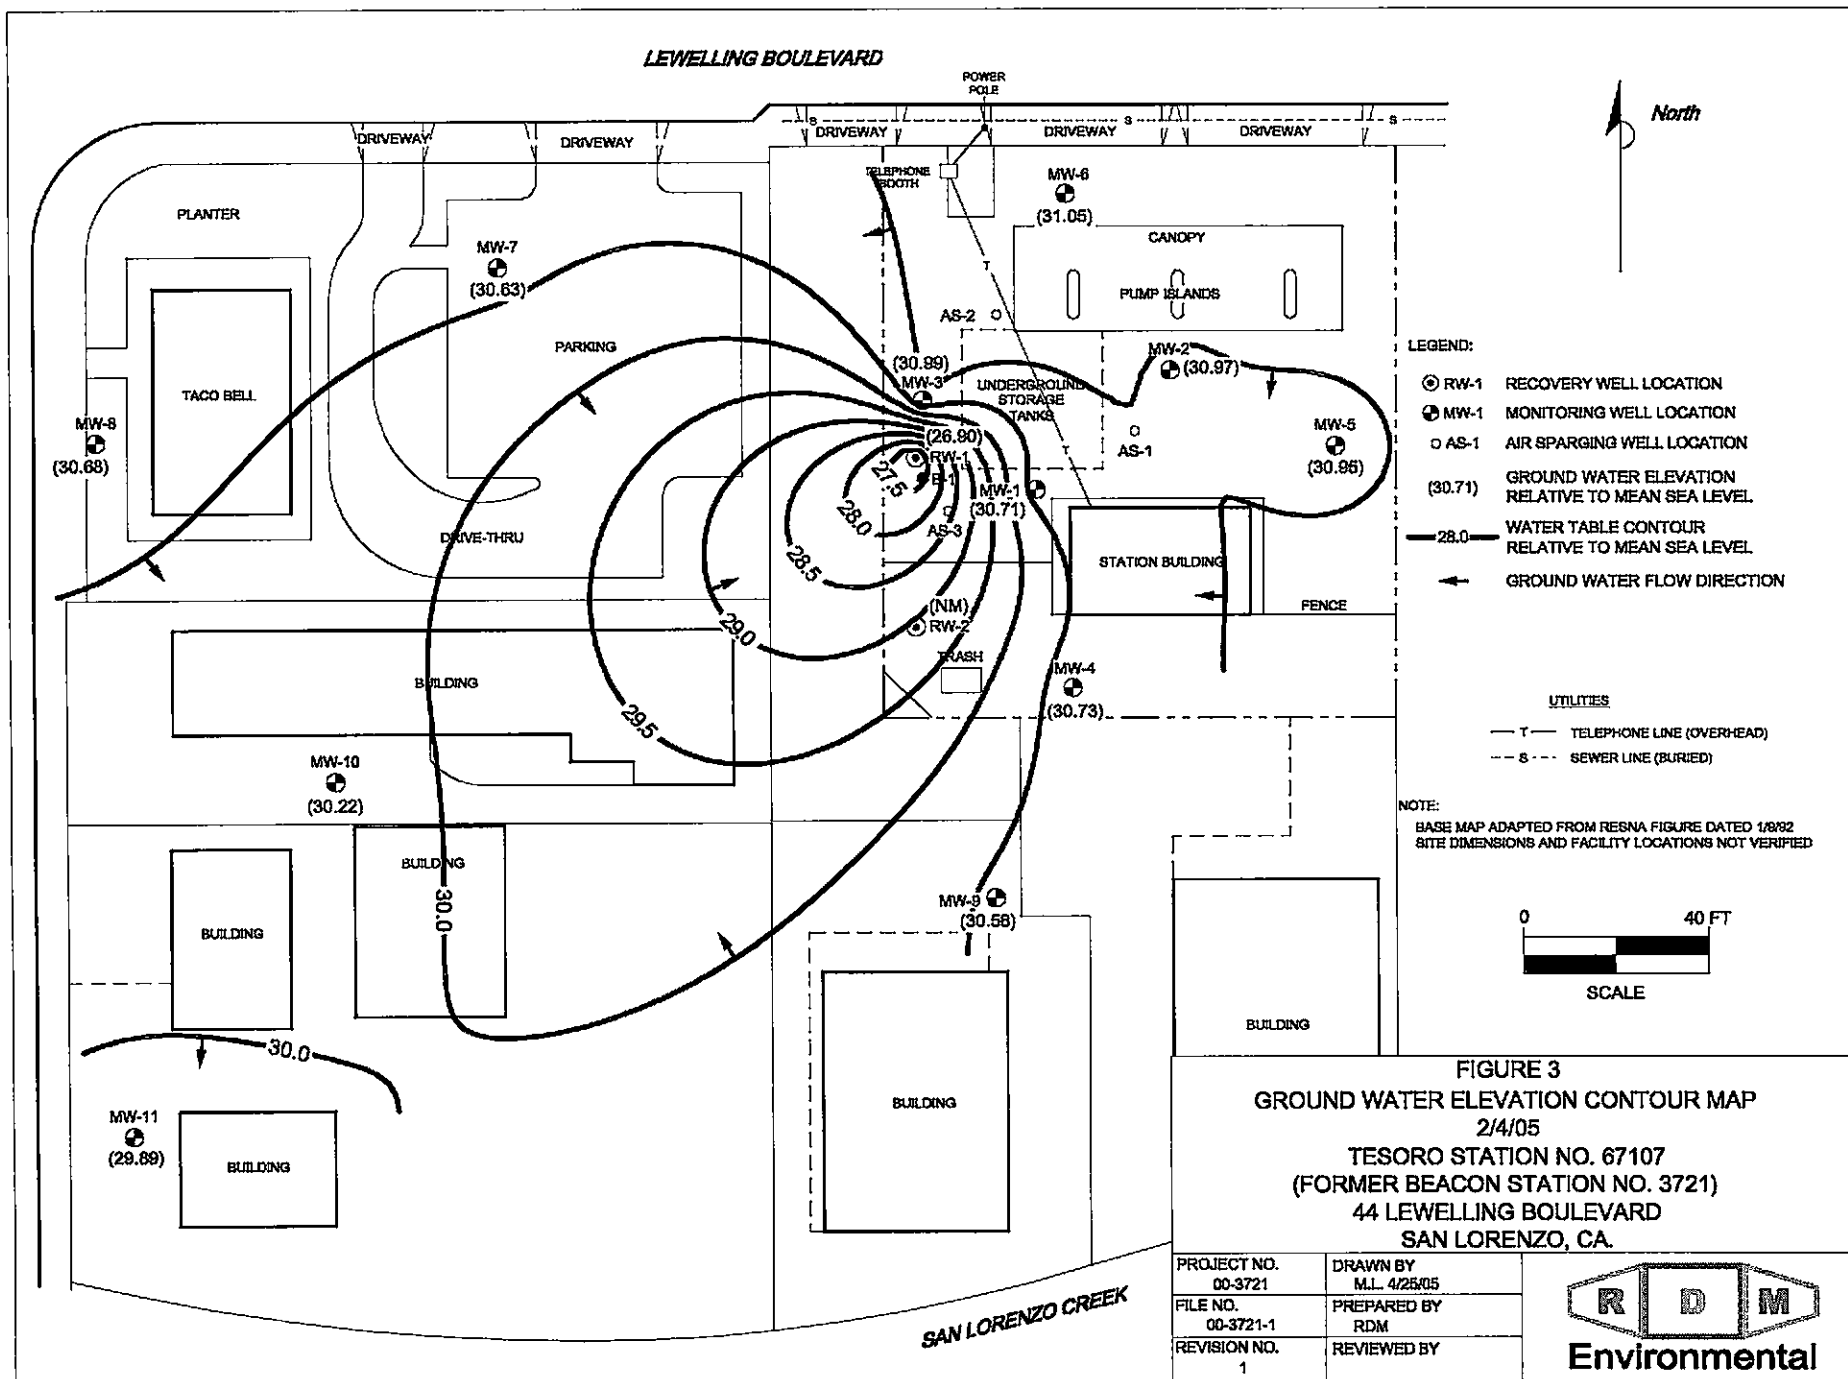 LEWELLING BOULEVARD
POWER
POLE
North
DRIVEWAY
DRIVEWAY
S
DRIVEWAY
DRIVEWAY
S
DRIVEWAY
S
TELEPHONE
BOOTH
MW-6
(31.05)
PLANTER
MW-7
(30.63)
CANOPY
T
PUMP ISLANDS
AS-2
PARKING
(30.99)
MW-3
MW-2
(30.97)
UNDERGROUND
STORAGE
TANKS
TACO BELL
MW-8
(30.68)
(26.90)
RW-1
E-1
T
AS-1
MW-5
(30.96)
27.5
MW-1
(30.71)
28.0
AS-3
DRIVE-THRU
28.5
STATION BUILDING
FENCE
29.0
(NM)
RW-2
TRASH
BUILDING
MW-4
(30.73)
29.5
MW-10
(30.22)
BUILDING
30.0
MW-9
(30.58)
BUILDING
30.0
BUILDING
BUILDING
MW-11
(29.89)
BUILDING
SAN LORENZO CREEK
LEGEND:
RW-1 RECOVERY WELL LOCATION
MW-1 MONITORING WELL LOCATION
AS-1 AIR SPARGING WELL LOCATION
(30.71) GROUND WATER ELEVATION
RELATIVE TO MEAN SEA LEVEL
28.0 WATER TABLE CONTOUR
RELATIVE TO MEAN SEA LEVEL
GROUND WATER FLOW DIRECTION
UTILITIES
T TELEPHONE LINE (OVERHEAD)
S SEWER LINE (BURIED)
NOTE:
BASE MAP ADAPTED FROM RESNA FIGURE DATED 1/9/92
SITE DIMENSIONS AND FACILITY LOCATIONS NOT VERIFIED
0 40 FT
SCALE
FIGURE 3
GROUND WATER ELEVATION CONTOUR MAP
2/4/05
TESORO STATION NO. 67107
(FORMER BEACON STATION NO. 3721)
44 LEWELLING BOULEVARD
SAN LORENZO, CA.
PROJECT NO.
00-3721
DRAWN BY
M.L. 4/25/05
FILE NO.
00-3721-1
PREPARED BY
RDM
REVISION NO.
1
REVIEWED BY
R D M
Environmental